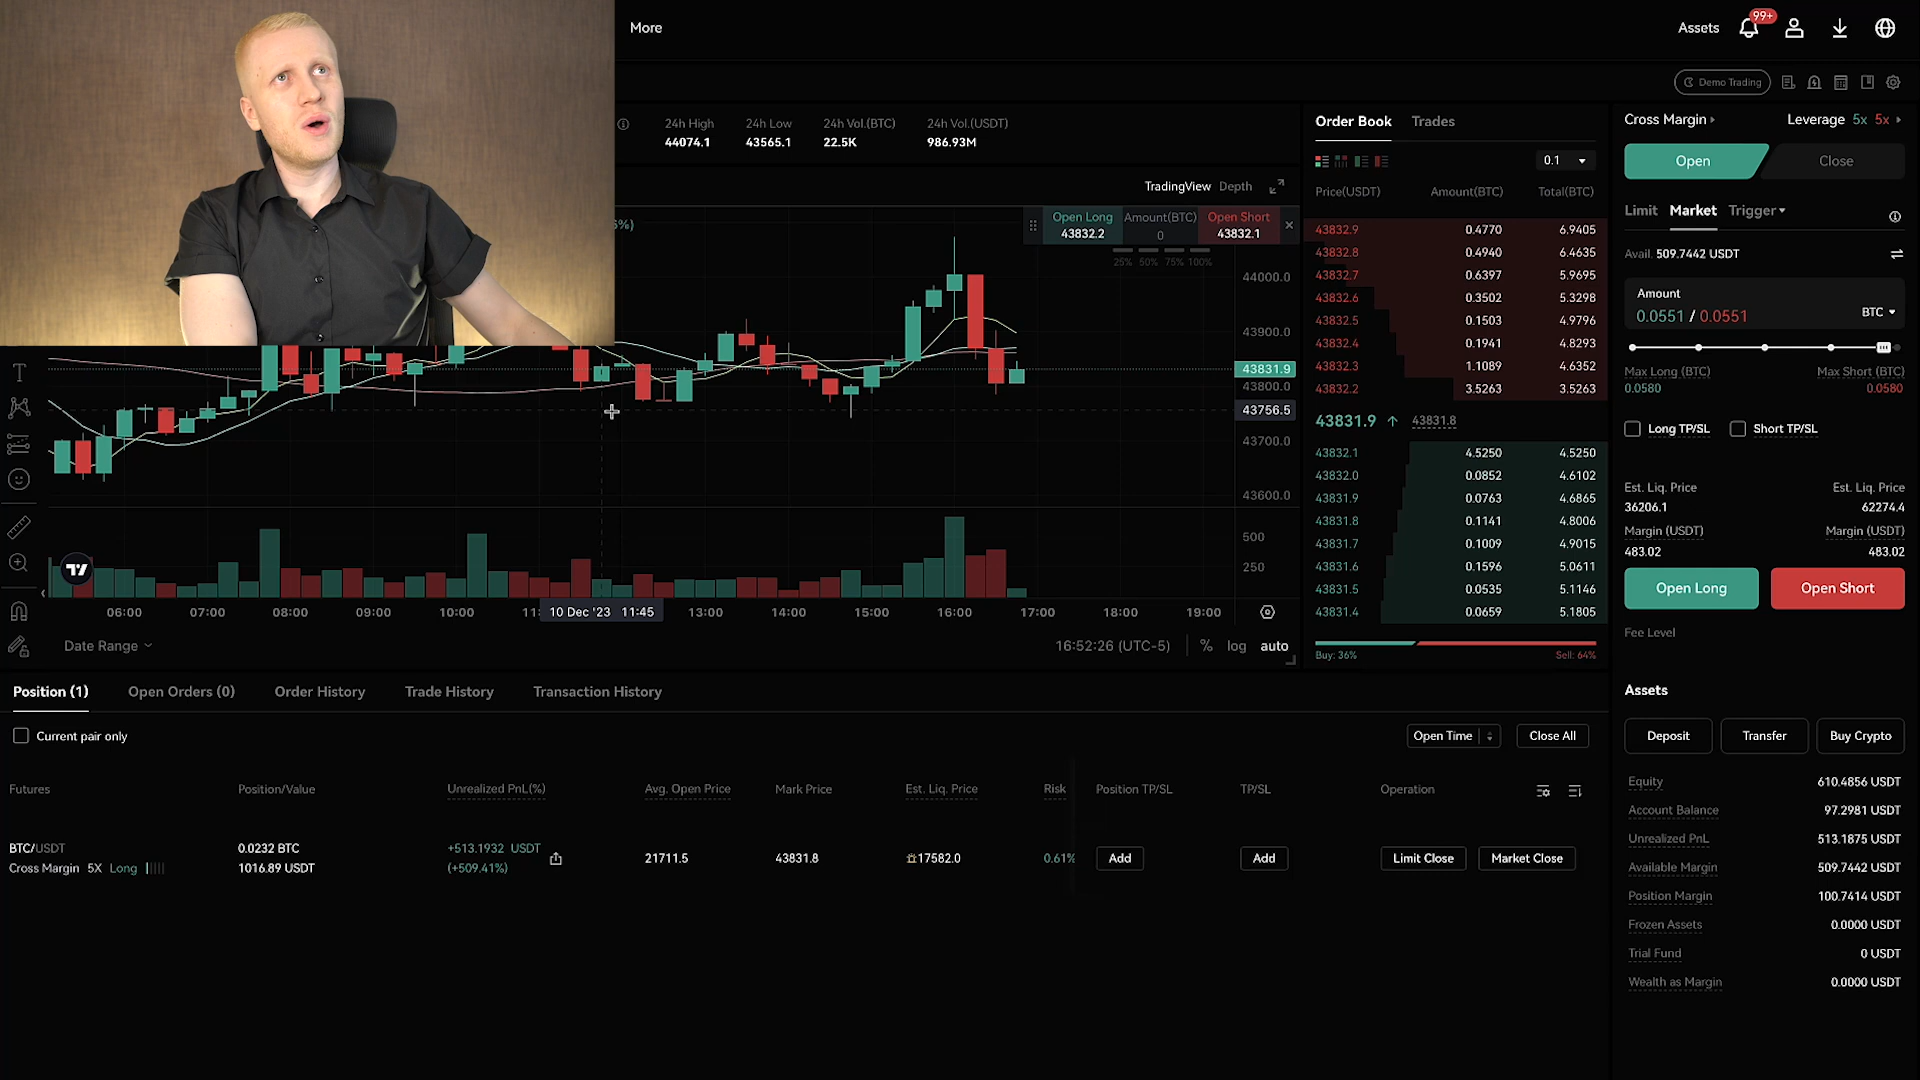 More
Assets
99+
Demo Trading
24h High 24h Low 24h Vol.(BTC) 24h Vol.(USDT)
44074.1 43565.1 22.5K 986.93M
TradingView Depth
%)
Open Long Amount(BTC) Open Short
43832.2 0 43832.1
25% 50% 75% 100%
44000.0
43900.0
43831.9
43800.0
43756.5
43700.0
43600.0
500
250
06:00 07:00 08:00 09:00 10:00 11: 10 Dec '23 11:45 13:00 14:00 15:00 16:00 17:00 18:00 19:00
Date Range
16:52:26 (UTC-5) % log auto
Order Book Trades
0.1
Price(USDT) Amount(BTC) Total(BTC)
43832.9 0.4770 6.9405
43832.8 0.4940 6.4635
43832.7 0.6397 5.9695
43832.6 0.3502 5.3298
43832.5 0.1503 4.9796
43832.4 0.1941 4.8293
43832.3 1.1089 4.6352
43832.2 3.5263 3.5263
43831.9 ↑ 43831.8
43832.1 4.5250 4.5250
43832.0 0.0852 4.6102
43831.9 0.0763 4.6865
43831.8 0.1141 4.8006
43831.7 0.1009 4.9015
43831.6 0.1596 5.0611
43831.5 0.0535 5.1146
43831.4 0.0659 5.1805
Buy: 36% Sell: 64%
Cross Margin Leverage 5x 5x
Open Close
Limit Market Trigger
Avail. 509.7442 USDT
Amount
0.0551 / 0.0551 BTC
Max Long (BTC) Max Short (BTC)
0.0580 0.0580
Long TP/SL Short TP/SL
Est. Liq. Price Est. Liq. Price
36206.1 62274.4
Margin (USDT) Margin (USDT)
483.02 483.02
Open Long Open Short
Fee Level
Assets
Deposit Transfer Buy Crypto
Equity 610.4856 USDT
Account Balance 97.2981 USDT
Unrealized PnL 513.1875 USDT
Available Margin 509.7442 USDT
Position Margin 100.7414 USDT
Frozen Assets 0.0000 USDT
Trial Fund 0 USDT
Wealth as Margin 0.0000 USDT
Position (1) Open Orders (0) Order History Trade History Transaction History
Current pair only Open Time Close All
Futures Position/Value Unrealized PnL(%) Avg. Open Price Mark Price Est. Liq. Price Risk Position TP/SL TP/SL Operation
BTC/USDT 0.0232 BTC +513.1932 USDT 21711.5 43831.8 17582.0 0.61% Add Add Limit Close Market Close
Cross Margin 5X Long 1016.89 USDT (+509.41%)